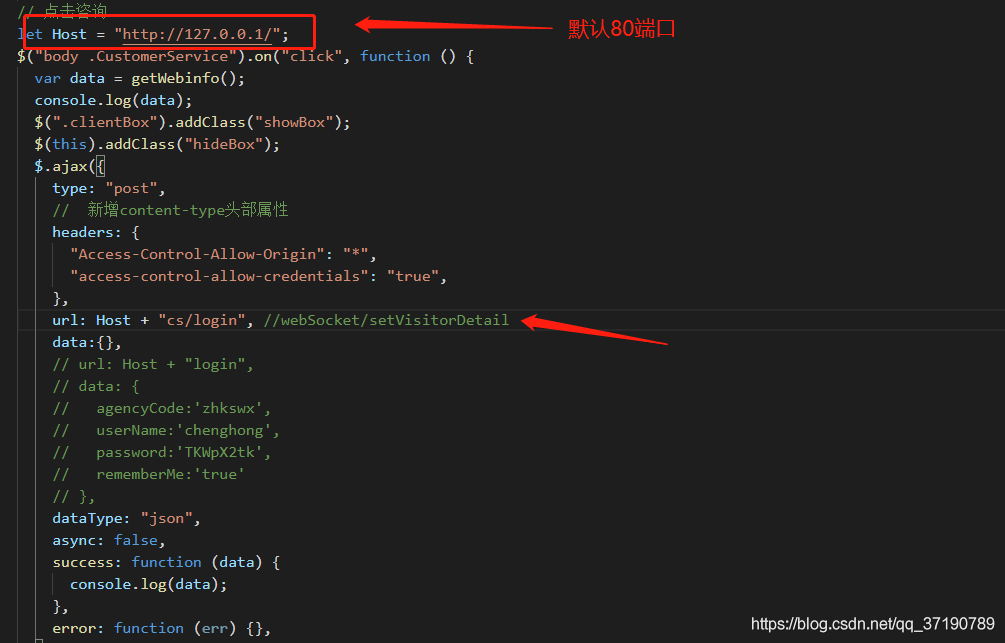 // 点击咨询
let Host = "http://127.0.0.1/";
默认80端口
$("body .CustomerService").on("click", function () {
var data = getWebinfo();
console.log(data);
$(".clientBox").addClass("showBox");
$(this).addClass("hideBox");
$.ajax({
type: "post",
// 新增content-type头部属性
headers: {
"Access-Control-Allow-Origin": "*",
"access-control-allow-credentials": "true",
},
url: Host + "cs/login", //webSocket/setVisitorDetail
data:{},
// url: Host + "login",
// data: {
// agencyCode:'zhkswx',
// userName:'chenghong',
// password:'TKWpX2tk',
// rememberMe:'true'
// },
dataType: "json",
async: false,
success: function (data) {
console.log(data);
},
error: function (err) {},
https://blog.csdn.net/qq_37190789